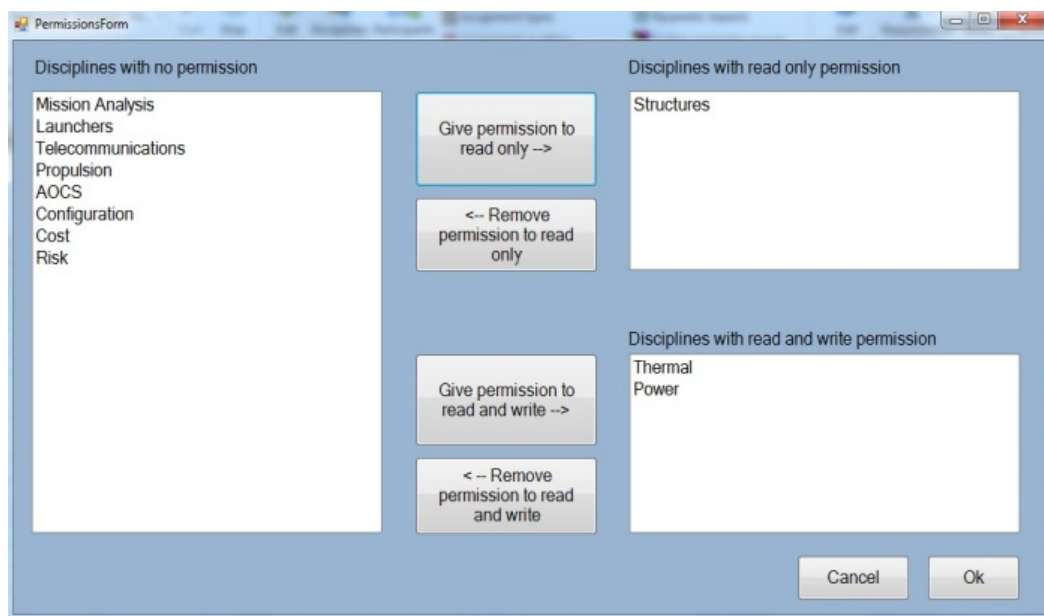 PermissionsForm
Disciplines with no permission
Mission Analysis
Launchers
Telecommunications
Propulsion
AOCS
Configuration
Cost
Risk
Give permission to
read only -->
<-- Remove
permission to read
only
Disciplines with read only permission
Structures
Give permission to
read and write -->
< -- Remove
permission to read
and write
Disciplines with read and write permission
Thermal
Power
Cancel
Ok